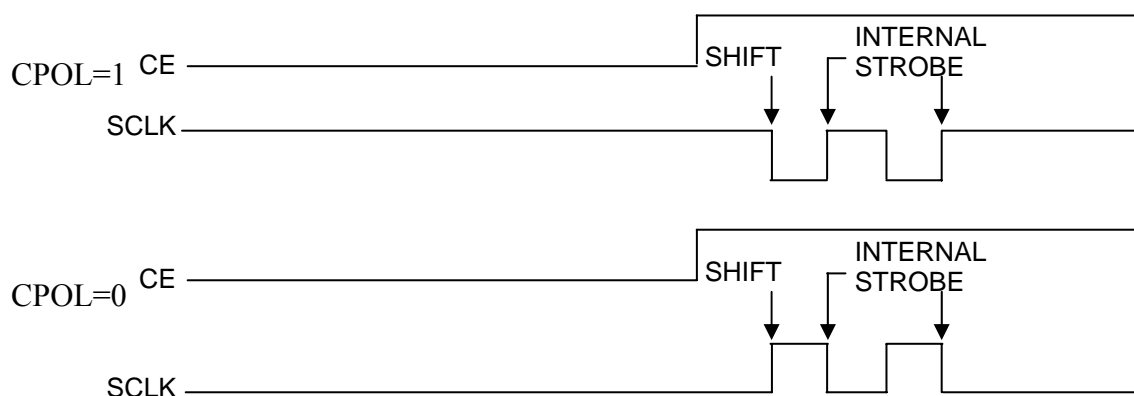 CPOL=1 CE
SHIFT
INTERNAL
STROBE
SCLK
CPOL=0 CE
SHIFT
INTERNAL
STROBE
SCLK